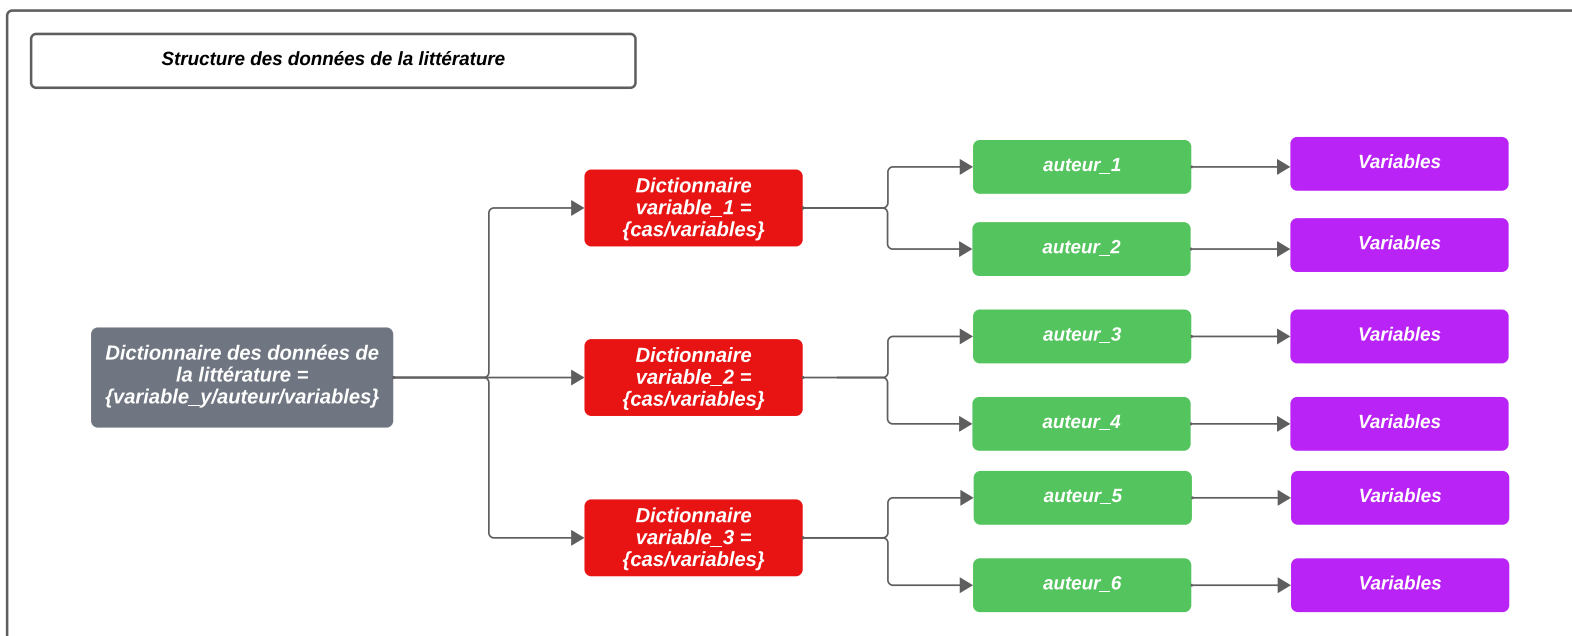 Structure des données de la littérature
Dictionnaire des données de
la littérature =
{variable_y/auteur/variables}
Dictionnaire
variable_1 =
{cas/variables}
auteur_1
Variables
auteur_2
Variables
Dictionnaire
variable_2 =
{cas/variables}
auteur_3
Variables
auteur_4
Variables
Dictionnaire
variable_3 =
{cas/variables}
auteur_5
Variables
auteur_6
Variables